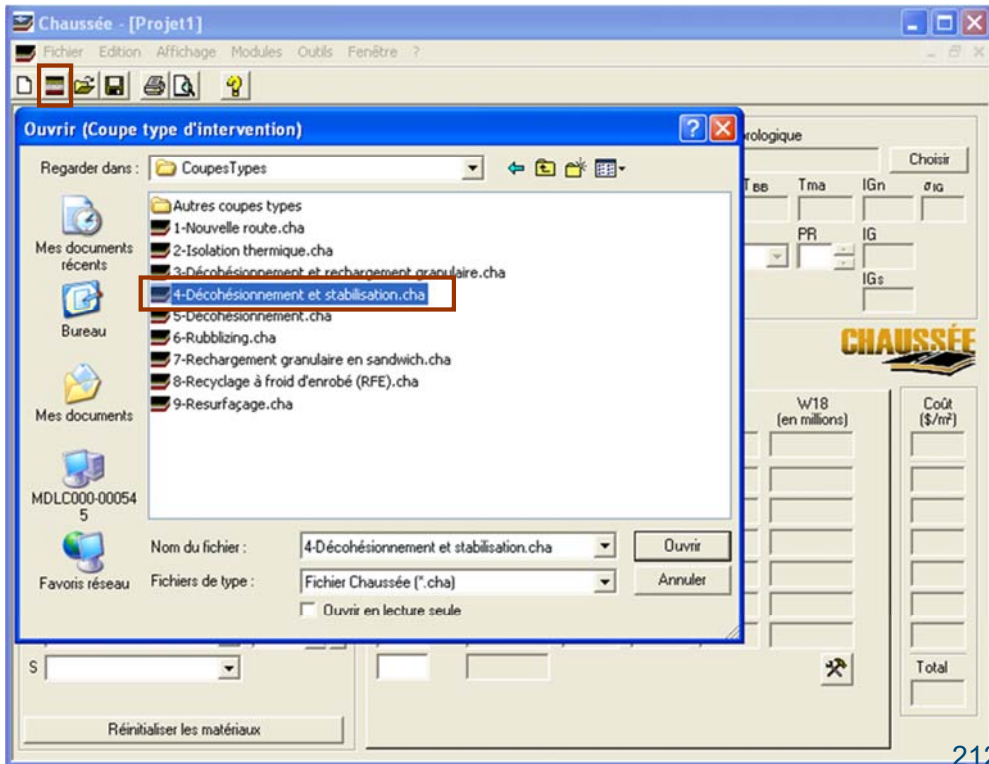 Chaussée - [Projet1]
Fichier Edition Affichage Modules Outils Fenêtre ?
Ouvrir (Coupe type d'intervention)
Regarder dans : CoupesTypes
Mes documents récents
Bureau
Mes documents
MDLC000-000545
Favoris réseau
Autres coupes types
1-Nouvelle route.cha
2-Isolation thermique.cha
3-Décohésionnement et rechargement granulaire.cha
4-Décohésionnement et stabilisation.cha
5-Décohésionnement.cha
6-Rubblizing.cha
7-Rechargement granulaire en sandwich.cha
8-Recyclage à froid d'enrobé (RFE).cha
9-Resurfaçage.cha
Nom du fichier : 4-Décohésionnement et stabilisation.cha Ouvrir
Fichiers de type : Fichier Chaussée (*.cha) Annuler
Ouvrir en lecture seule
rologique
Choisir
TBB Tma IGn σIG
PR IG
IGs
CHAUSSÉE
W18 (en millions)
Coût ($/m²)
S
Total
Réinitialiser les matériaux
212